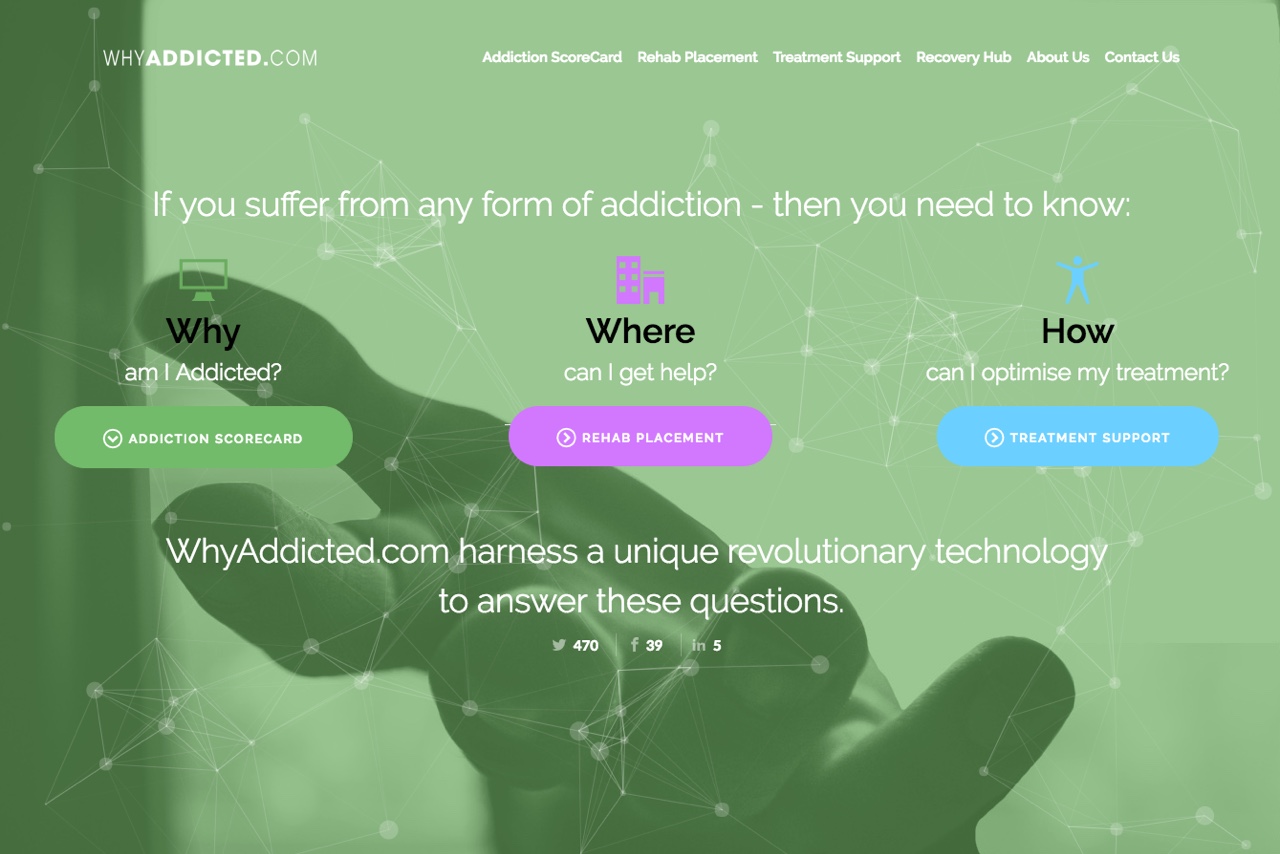 WHYADDICTED.COM
Addiction ScoreCard Rehab Placement Treatment Support Recovery Hub About Us Contact Us
If you suffer from any form of addiction - then you need to know:
Why
am I Addicted?
ADDICTION SCORECARD
Where
can I get help?
REHAB PLACEMENT
How
can I optimise my treatment?
TREATMENT SUPPORT
WhyAddicted.com harness a unique revolutionary technology
to answer these questions.
470 39 5